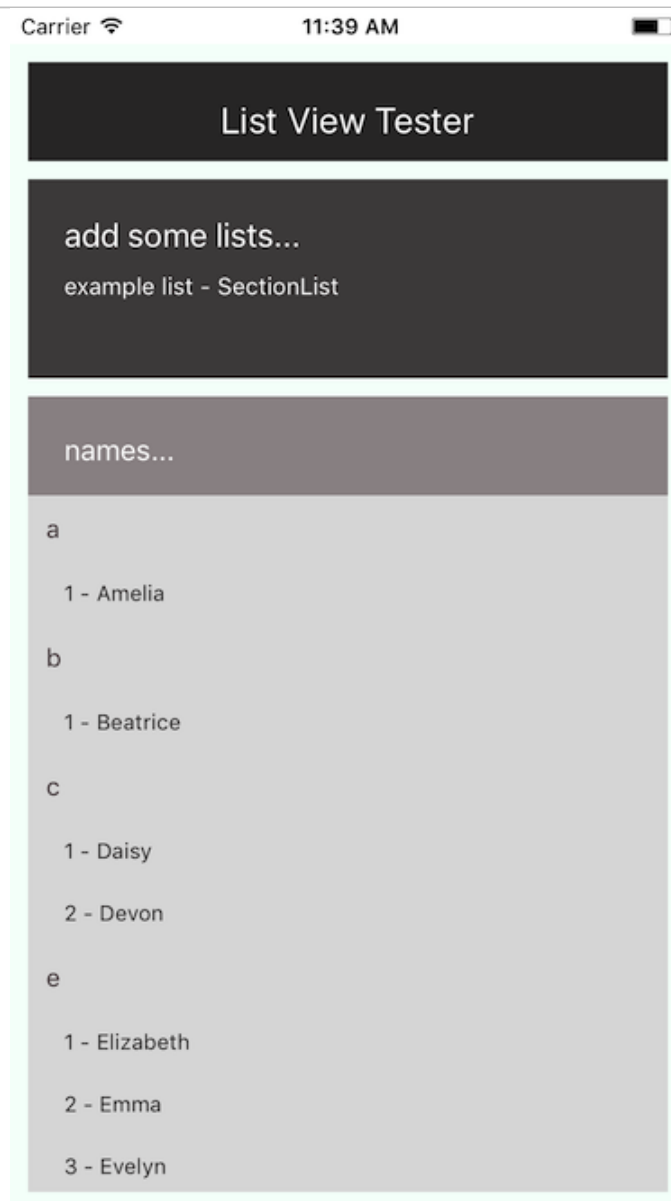 Carrier
11:39 AM
List View Tester
add some lists...
example list - SectionList
names...
a
1 - Amelia
b
1 - Beatrice
c
1 - Daisy
2 - Devon
e
1 - Elizabeth
2 - Emma
3 - Evelyn